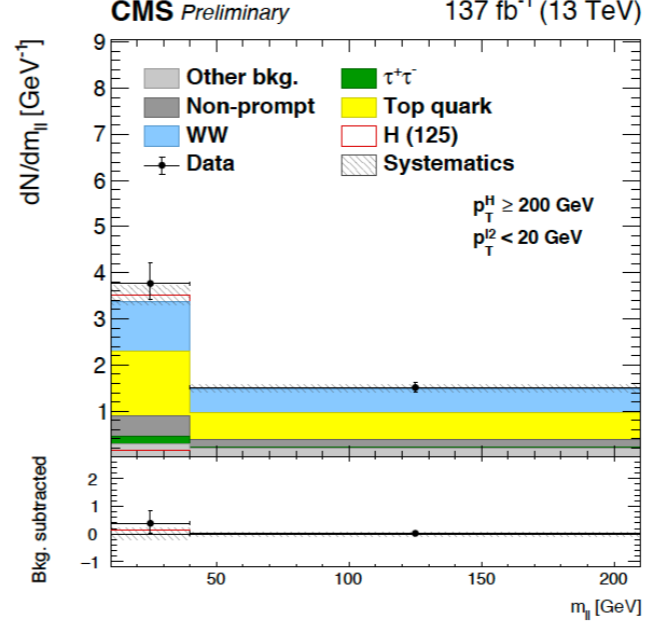 CMS Preliminary 137 fb⁻¹ (13 TeV)
dN/dm_ll [GeV⁻¹]
9
8
7
6
5
4
3
2
1
Other bkg.
τ⁺τ⁻
Non-prompt
Top quark
WW
H (125)
Data
Systematics
p_T^H ≥ 200 GeV
p_T^l2 < 20 GeV
Bkg. subtracted
2
1
0
−1
50 100 150 200
m_ll [GeV]